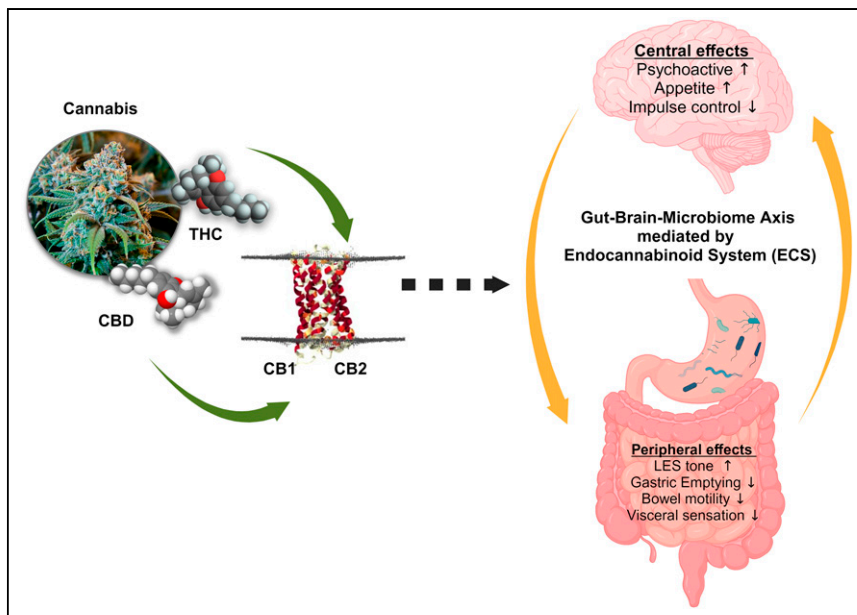 Cannabis
THC
CBD
CB1
CB2
Central effects
Psychoactive ↑
Appetite ↑
Impulse control ↓
Gut-Brain-Microbiome Axis
mediated by
Endocannabinoid System (ECS)
Peripheral effects
LES tone ↑
Gastric Emptying ↓
Bowel motility ↓
Visceral sensation ↓